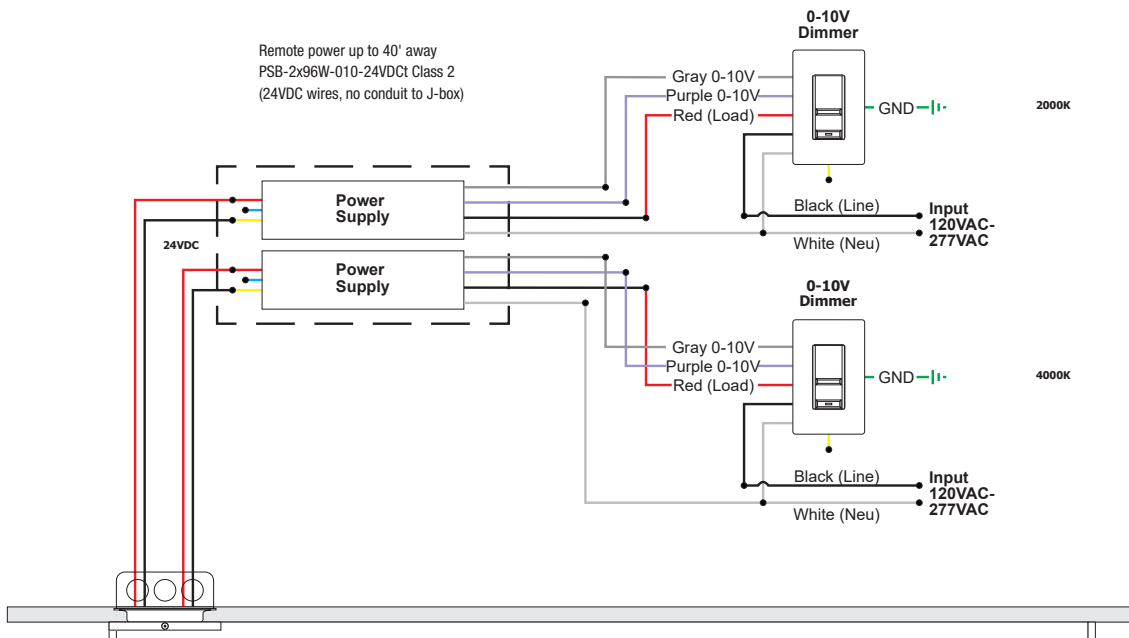 0-10V
Dimmer
Remote power up to 40' away
PSB-2x96W-010-24VDCt Class 2
(24VDC wires, no conduit to J-box)
Gray 0-10V
Purple 0-10V
Red (Load)
GND
2000K
Power
Supply
Black (Line)
White (Neu)
Input
120VAC-
277VAC
24VDC
Power
Supply
0-10V
Dimmer
Gray 0-10V
Purple 0-10V
Red (Load)
GND
4000K
Black (Line)
White (Neu)
Input
120VAC-
277VAC